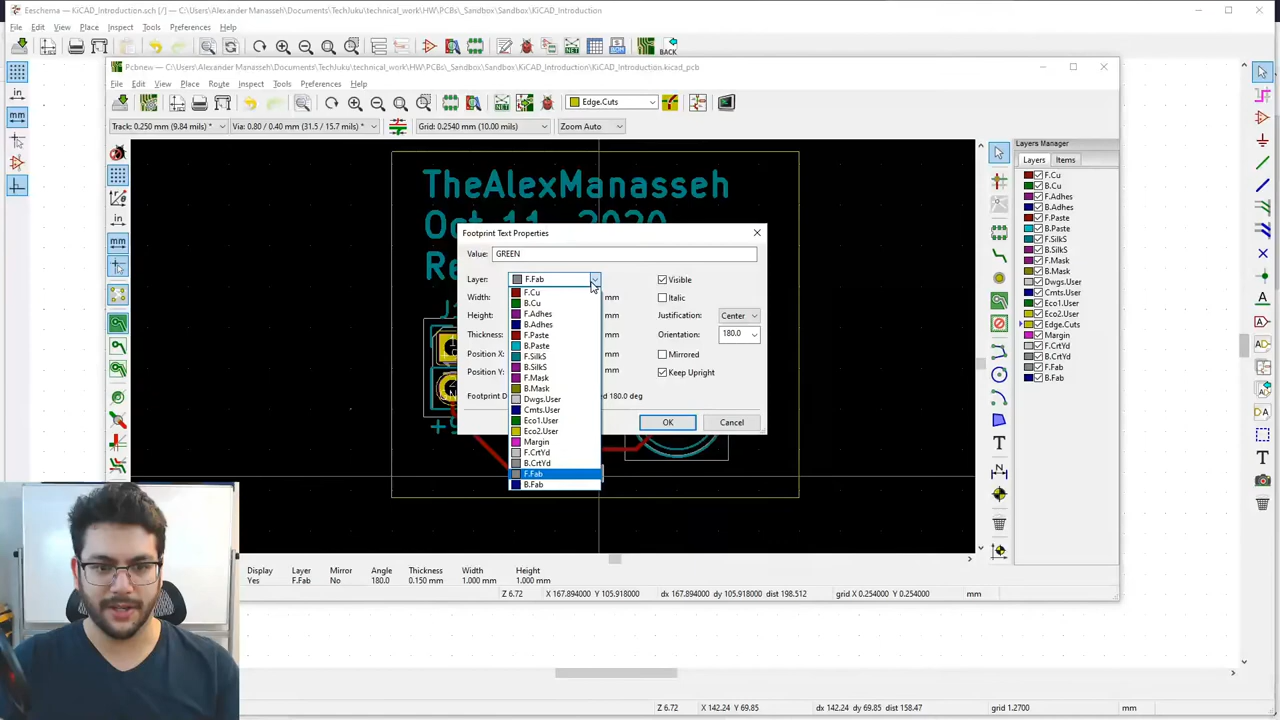 Eeschema — KiCAD_Introduction.sch [/] — C:\Users\Alexander Manasseh\Documents\TechJuku\technical_work\HW\PCBs\_Sandbox\Sandbox\KiCAD_Introduction
File Edit View Place Inspect Tools Preferences Help
BACK
Pcbnew — C:\Users\Alexander Manasseh\Documents\TechJuku\technical_work\HW\PCBs\_Sandbox\Sandbox\KiCAD_Introduction\KiCAD_Introduction.kicad_pcb
File Edit View Place Route Inspect Tools Preferences Help
Edge.Cuts
Track: 0.250 mm (9.84 mils) * Via: 0.80 / 0.40 mm (31.5 / 15.7 mils) * Grid: 0.2540 mm (10.00 mils) Zoom Auto
in
mm
in
mm
TheAlexManasseh
Oct 11, 2020
Re
J1
Footprint Text Properties
Value: GREEN
Layer: F.Fab
Width: mm
Height: mm
Thickness: mm
Position X: mm
Position Y: mm
Visible
Italic
Justification: Center
Orientation: 180.0
Mirrored
Keep Upright
180.0 deg
OK Cancel
F.Cu
B.Cu
F.Adhes
B.Adhes
F.Paste
B.Paste
F.SilkS
B.SilkS
F.Mask
B.Mask
Dwgs.User
Cmts.User
Eco1.User
Eco2.User
Margin
F.CrtYd
B.CrtYd
F.Fab
B.Fab
Layers Manager
Layers Items
F.Cu
B.Cu
F.Adhes
B.Adhes
F.Paste
B.Paste
F.SilkS
B.SilkS
F.Mask
B.Mask
Dwgs.User
Cmts.User
Eco1.User
Eco2.User
Edge.Cuts
Margin
F.CrtYd
B.CrtYd
F.Fab
B.Fab
Display Layer Mirror Angle Thickness Width Height
Yes F.Fab No 180.0 0.150 mm 1.000 mm 1.000 mm
Z 6.72 X 167.894000 Y 105.918000 dx 167.894000 dy 105.918000 dist 198.512 grid X 0.254000 Y 0.254000 mm
Z 6.72 X 142.24 Y 69.85 dx 142.24 dy 69.85 dist 158.47 grid 1.2700 mm